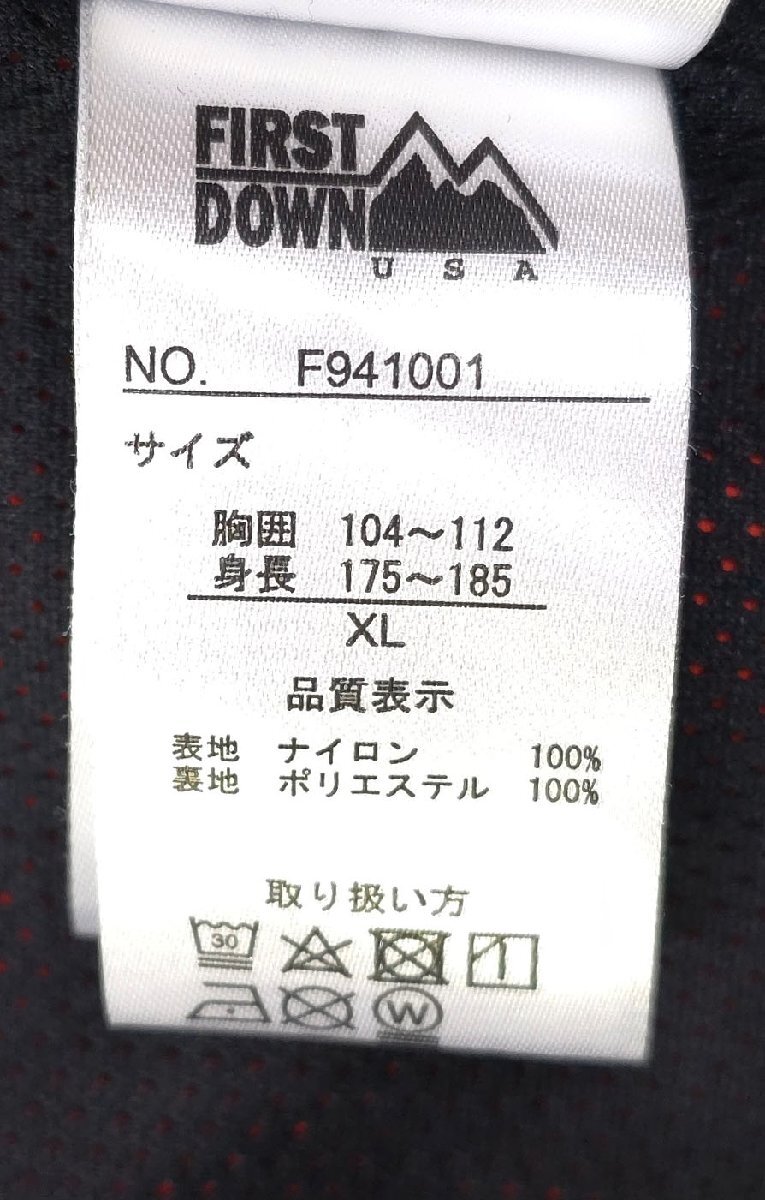 FIRST
DOWN
USA
NO. F941001
サイズ
胸囲 104～112
身長 175～185
XL
品質表示
表地 ナイロン 100%
裏地 ポリエステル 100%
取り扱い方
30
W